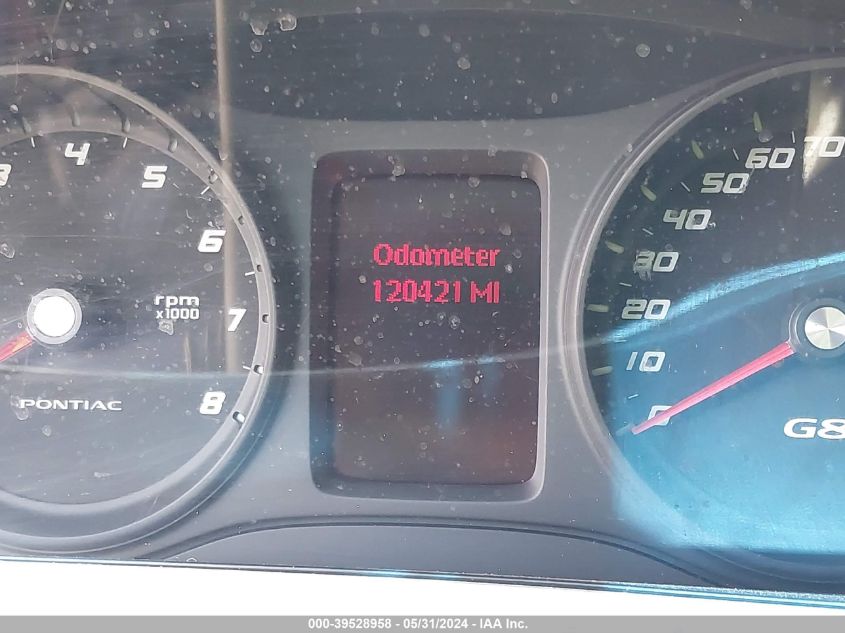 3 4 5 6 7 8
rpm
x1000
PONTIAC
Odometer
120421 MI
0 10 20 30 40 50 60 70
G8
000-39528958 - 05/31/2024 - IAA Inc.